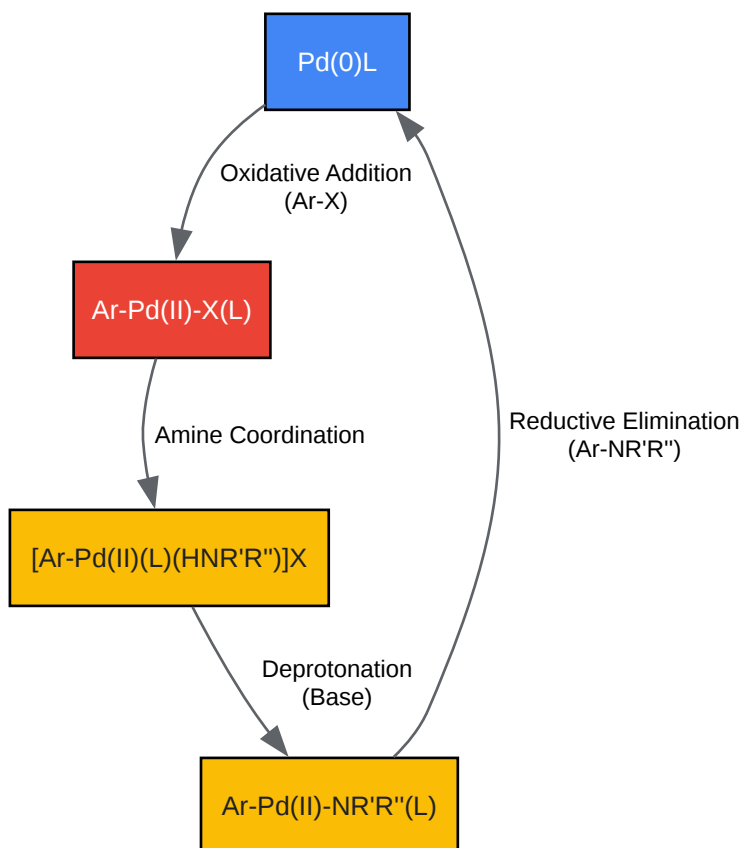 Pd(0)L
Oxidative Addition
(Ar-X)
Ar-Pd(II)-X(L)
Amine Coordination
Reductive Elimination
(Ar-NR'R'')
[Ar-Pd(II)(L)(HNR'R'')]X
Deprotonation
(Base)
Ar-Pd(II)-NR'R''(L)